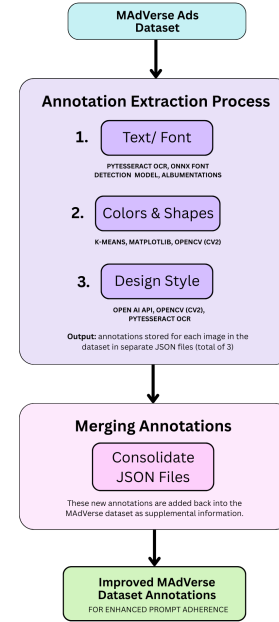 MAdVerse Ads
Dataset
Annotation Extraction Process
1. Text/ Font
PYTESSERACT OCR, ONNX FONT
DETECTION MODEL, ALBUMENTATIONS
2. Colors & Shapes
K-MEANS, MATPLOTLIB, OPENCV (CV2)
3. Design Style
OPEN AI API, OPENCV (CV2),
PYTESSERACT OCR
Output: annotations stored for each image in the
dataset in separate JSON files (total of 3)
Merging Annotations
Consolidate
JSON Files
These new annotations are added back into the
MAdVerse dataset as supplemental information.
Improved MAdVerse
Dataset Annotations
FOR ENHANCED PROMPT ADHERENCE